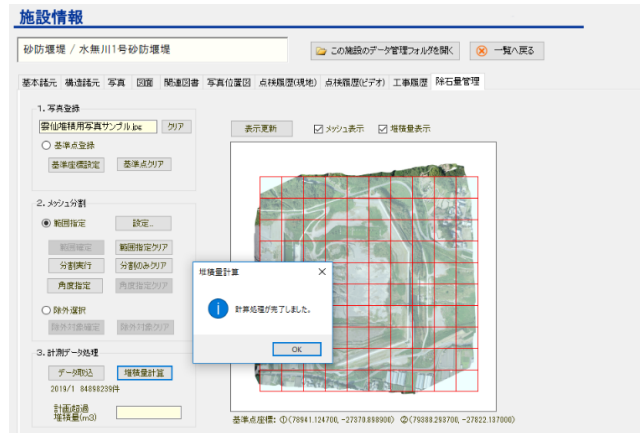 施設情報
砂防堰堤 / 水無川1号砂防堰堤
この施設のデータ管理フォルダを開く
一覧へ戻る
基本諸元 構造諸元 写真 図面 関連図書 写真位置図 点検履歴(現地) 点検履歴(ビデオ) 工事履歴 除石量管理
1. 写真登録
雲仙堆積用写真サンプル.jpg クリア
基準点登録
基準座標設定 基準点クリア
表示更新 メッシュ表示 堆積量表示
2. メッシュ分割
範囲指定 設定..
範囲確定 範囲指定クリア
分割実行 分割のみクリア
角度指定 角度指定クリア
除外選択
除外対象確定 除外対象クリア
堆積量計算
計算処理が完了しました。
OK
3. 計測データ処理
データ取込 堆積量計算
2019/1 84898239件
計画超過
堆積量(m3)
基準点座標: ①(78941.124700, -27379.898900) ②(79388.293700, -27822.137000)